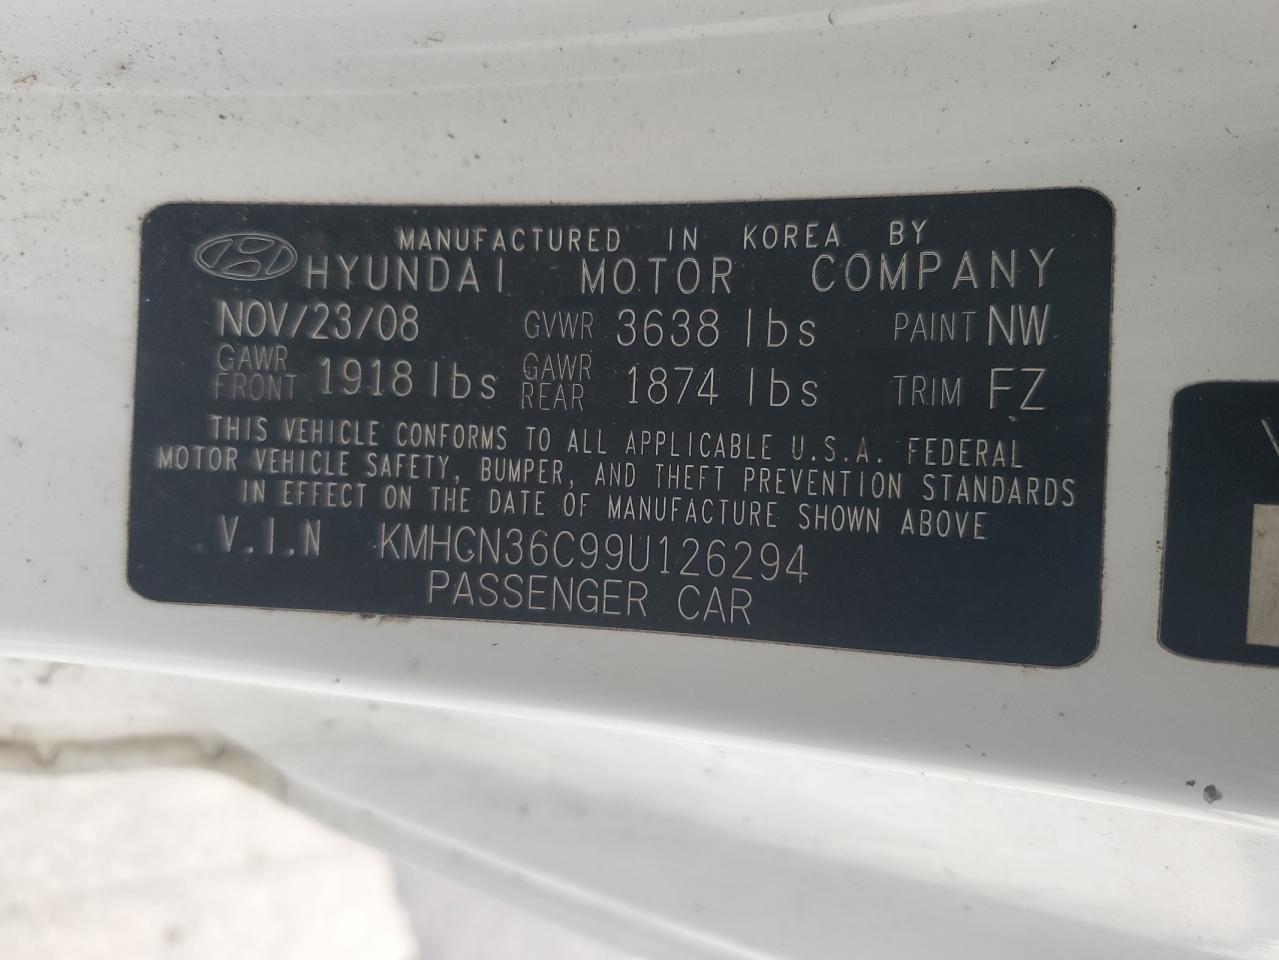 MANUFACTURED IN KOREA BY
HYUNDAI MOTOR COMPANY
NOV/23/08 GVWR 3638 lbs PAINT NW
GAWR FRONT 1918 lbs GAWR REAR 1874 lbs TRIM FZ
THIS VEHICLE CONFORMS TO ALL APPLICABLE U.S.A. FEDERAL
MOTOR VEHICLE SAFETY, BUMPER, AND THEFT PREVENTION STANDARDS
IN EFFECT ON THE DATE OF MANUFACTURE SHOWN ABOVE
V.I.N KMHCN36C99U126294
PASSENGER CAR